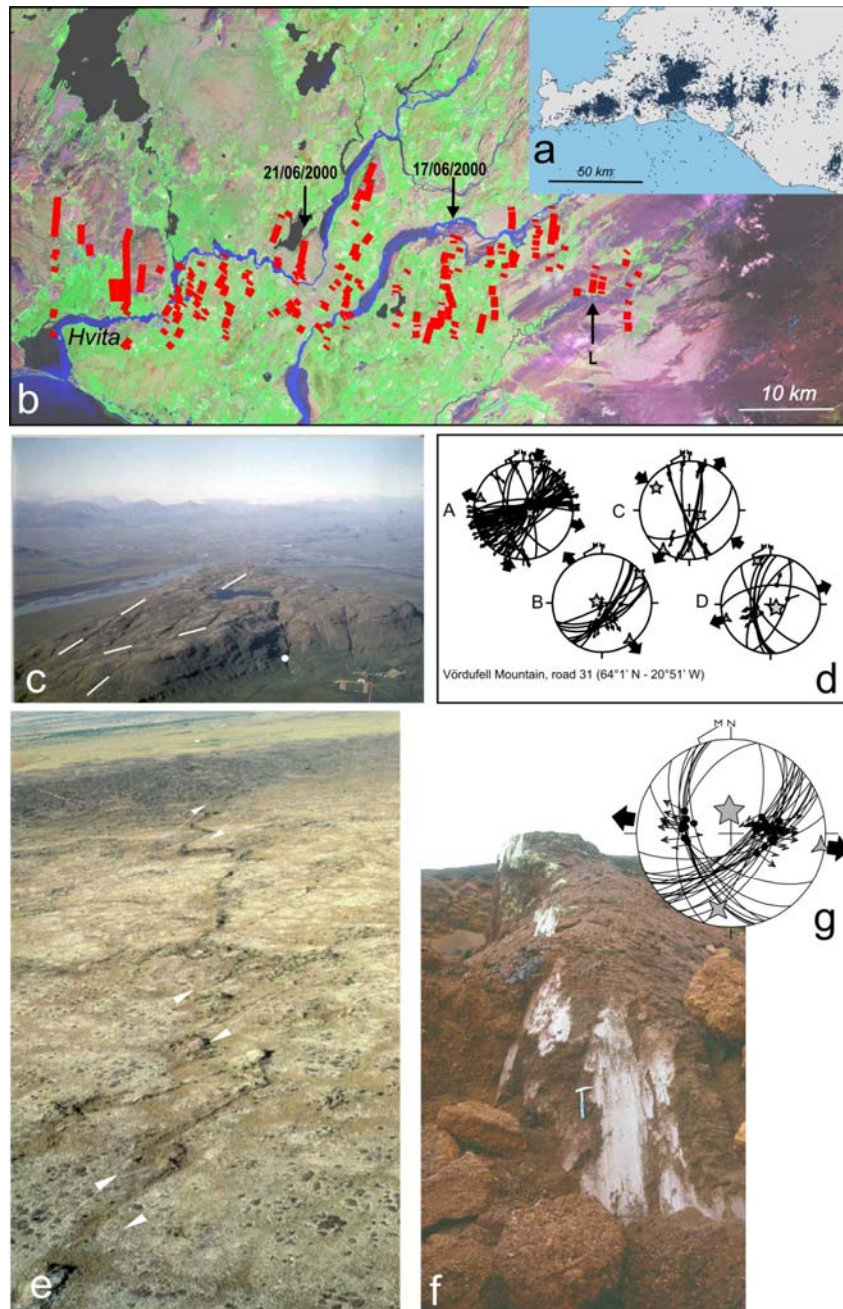 b
21/06/2000
17/06/2000
a
50 km
Hvita
L
10 km
c
A
M N
C
M N
B
M N
D
M N
Vördufell Mountain, road 31 (64°1' N - 20°51' W)
d
e
f
M N
g